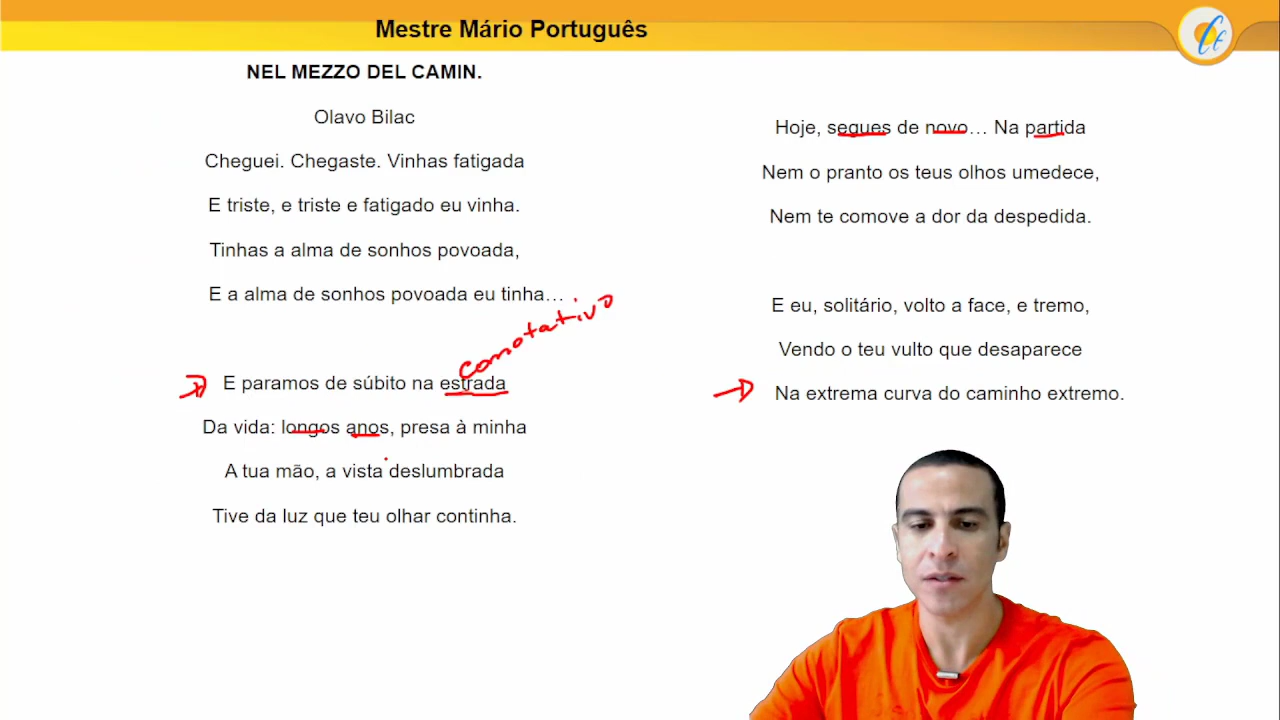 Mestre Mário Português
NEL MEZZO DEL CAMIN.
Olavo Bilac
Cheguei. Chegaste. Vinhas fatigada
E triste, e triste e fatigado eu vinha.
Tinhas a alma de sonhos povoada,
E a alma de sonhos povoada eu tinha…
conotativo
E paramos de súbito na estrada
Da vida: longos anos, presa à minha
A tua mão, a vista deslumbrada
Tive da luz que teu olhar continha.
Hoje, segues de novo… Na partida
Nem o pranto os teus olhos umedece,
Nem te comove a dor da despedida.
E eu, solitário, volto a face, e tremo,
Vendo o teu vulto que desaparece
Na extrema curva do caminho extremo.